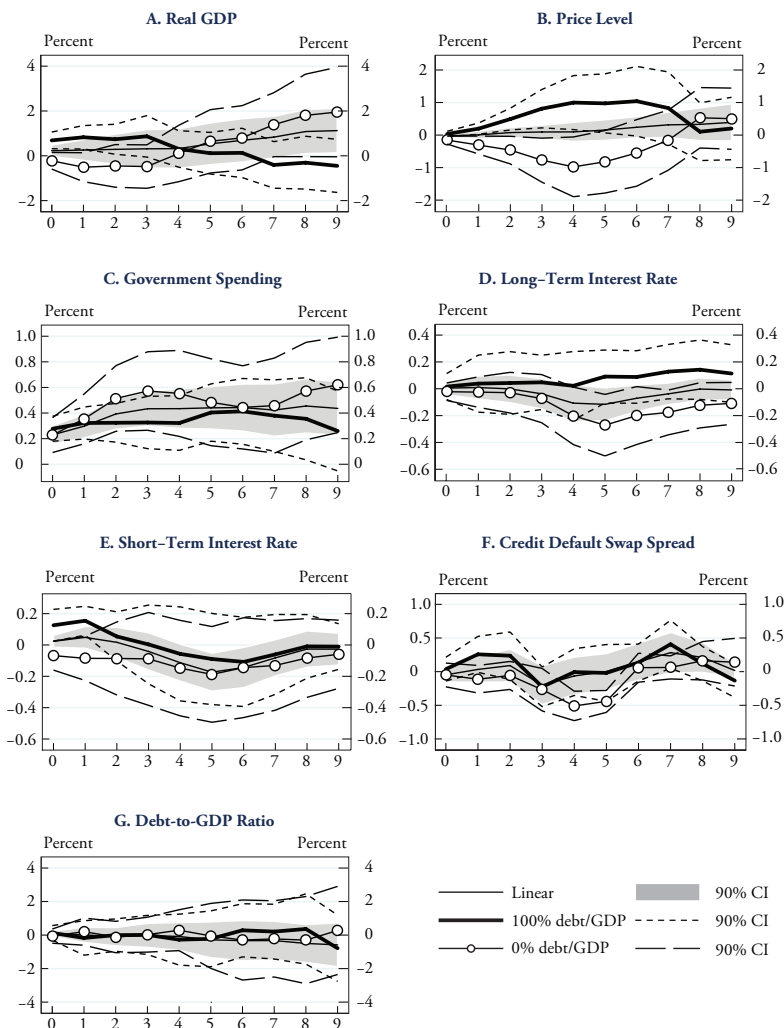 A. Real GDP
Percent Percent
4 4
2 2
0 0
−2 −2
0 1 2 3 4 5 6 7 8 9
B. Price Level
Percent Percent
2 2
1 1
0 0
−1 −1
−2 −2
0 1 2 3 4 5 6 7 8 9
C. Government Spending
Percent Percent
1.0 1.0
0.8 0.8
0.6 0.6
0.4 0.4
0.2 0.2
0 0
0 1 2 3 4 5 6 7 8 9
D. Long–Term Interest Rate
Percent Percent
0.4 0.4
0.2 0.2
0 0
−0.2 −0.2
−0.4 −0.4
−0.6 −0.6
0 1 2 3 4 5 6 7 8 9
E. Short–Term Interest Rate
Percent Percent
0.2 0.2
0 0
−0.2 −0.2
−0.4 −0.4
−0.6 −0.6
0 1 2 3 4 5 6 7 8 9
F. Credit Default Swap Spread
Percent Percent
1.0 1.0
0.5 0.5
0 0
−0.5 −0.5
−1.0 −1.0
0 1 2 3 4 5 6 7 8 9
G. Debt-to-GDP Ratio
Percent Percent
4 4
2 2
0 0
−2 −2
−4 −4
0 1 2 3 4 5 6 7 8 9
Linear 90% CI
100% debt/GDP 90% CI
0% debt/GDP 90% CI